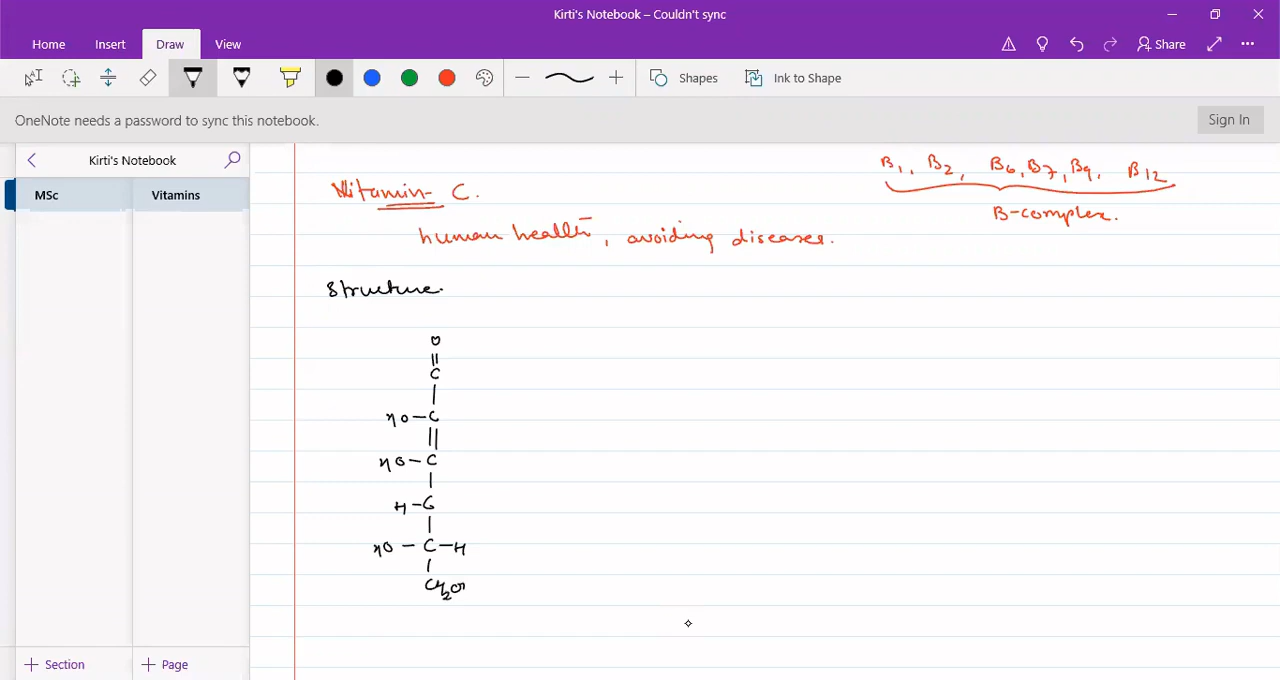 Kirti's Notebook – Couldn't sync
Home Insert Draw View
Share
Shapes Ink to Shape
OneNote needs a password to sync this notebook.
Sign In
Kirti's Notebook
MSc Vitamins
B1, B2, B6, B7, B9, B12
B-complex.
Vitamin- C.
human health, avoiding diseases.
Structure.
O
||
C
|
HO–C
||
HO–C
|
H–C
|
HO–C–H
|
CH2OH
+ Section + Page